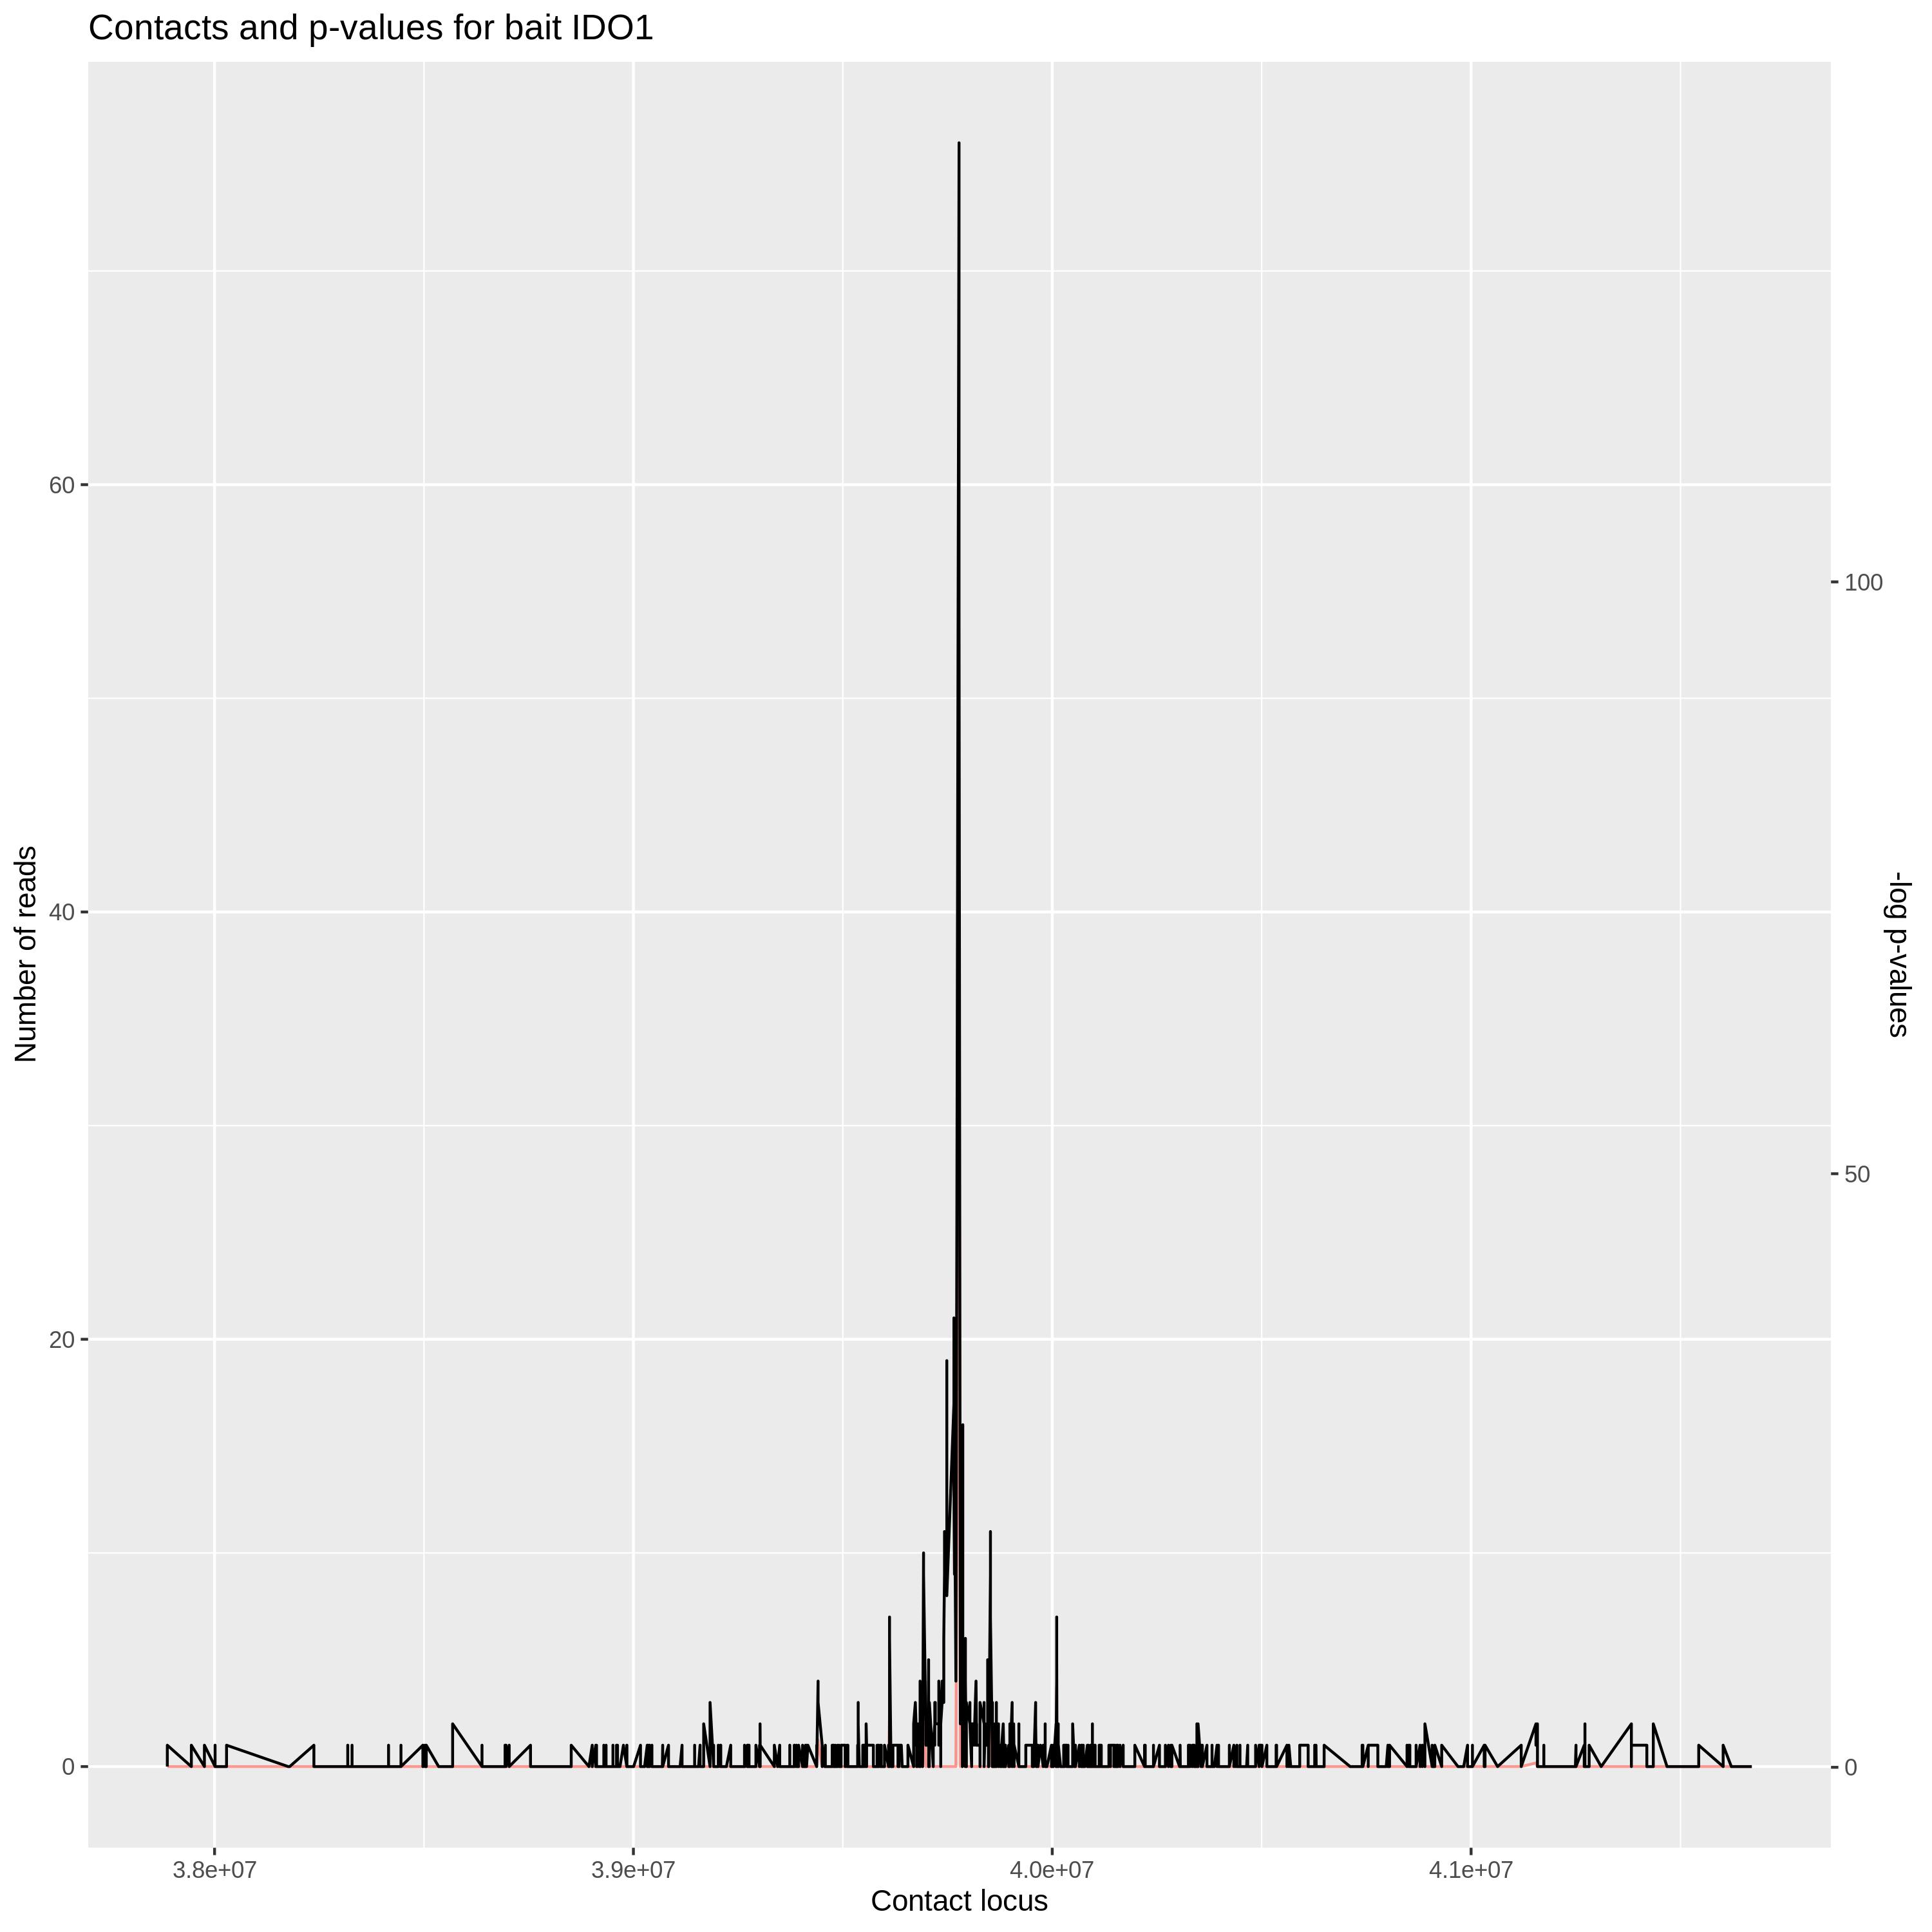 Contacts and p-values for bait IDO1
Number of reads
60
40
20
0
100
50
0
-log p-values
3.8e+07
3.9e+07
4.0e+07
4.1e+07
Contact locus